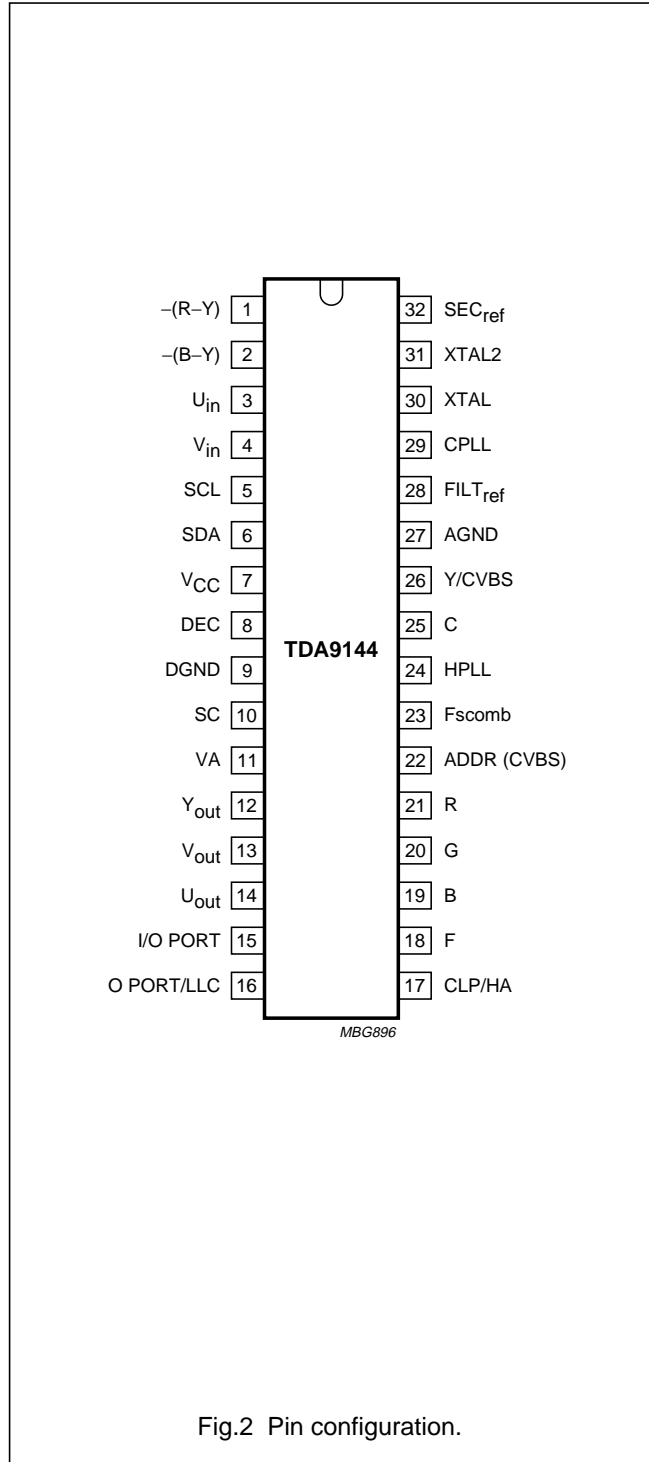 −(R−Y) 1
−(B−Y) 2
Uin 3
Vin 4
SCL 5
SDA 6
VCC 7
DEC 8
DGND 9
SC 10
VA 11
Yout 12
Vout 13
Uout 14
I/O PORT 15
O PORT/LLC 16
TDA9144
32 SECref
31 XTAL2
30 XTAL
29 CPLL
28 FILTref
27 AGND
26 Y/CVBS
25 C
24 HPLL
23 Fscomb
22 ADDR (CVBS)
21 R
20 G
19 B
18 F
17 CLP/HA
MBG896
Fig.2 Pin configuration.